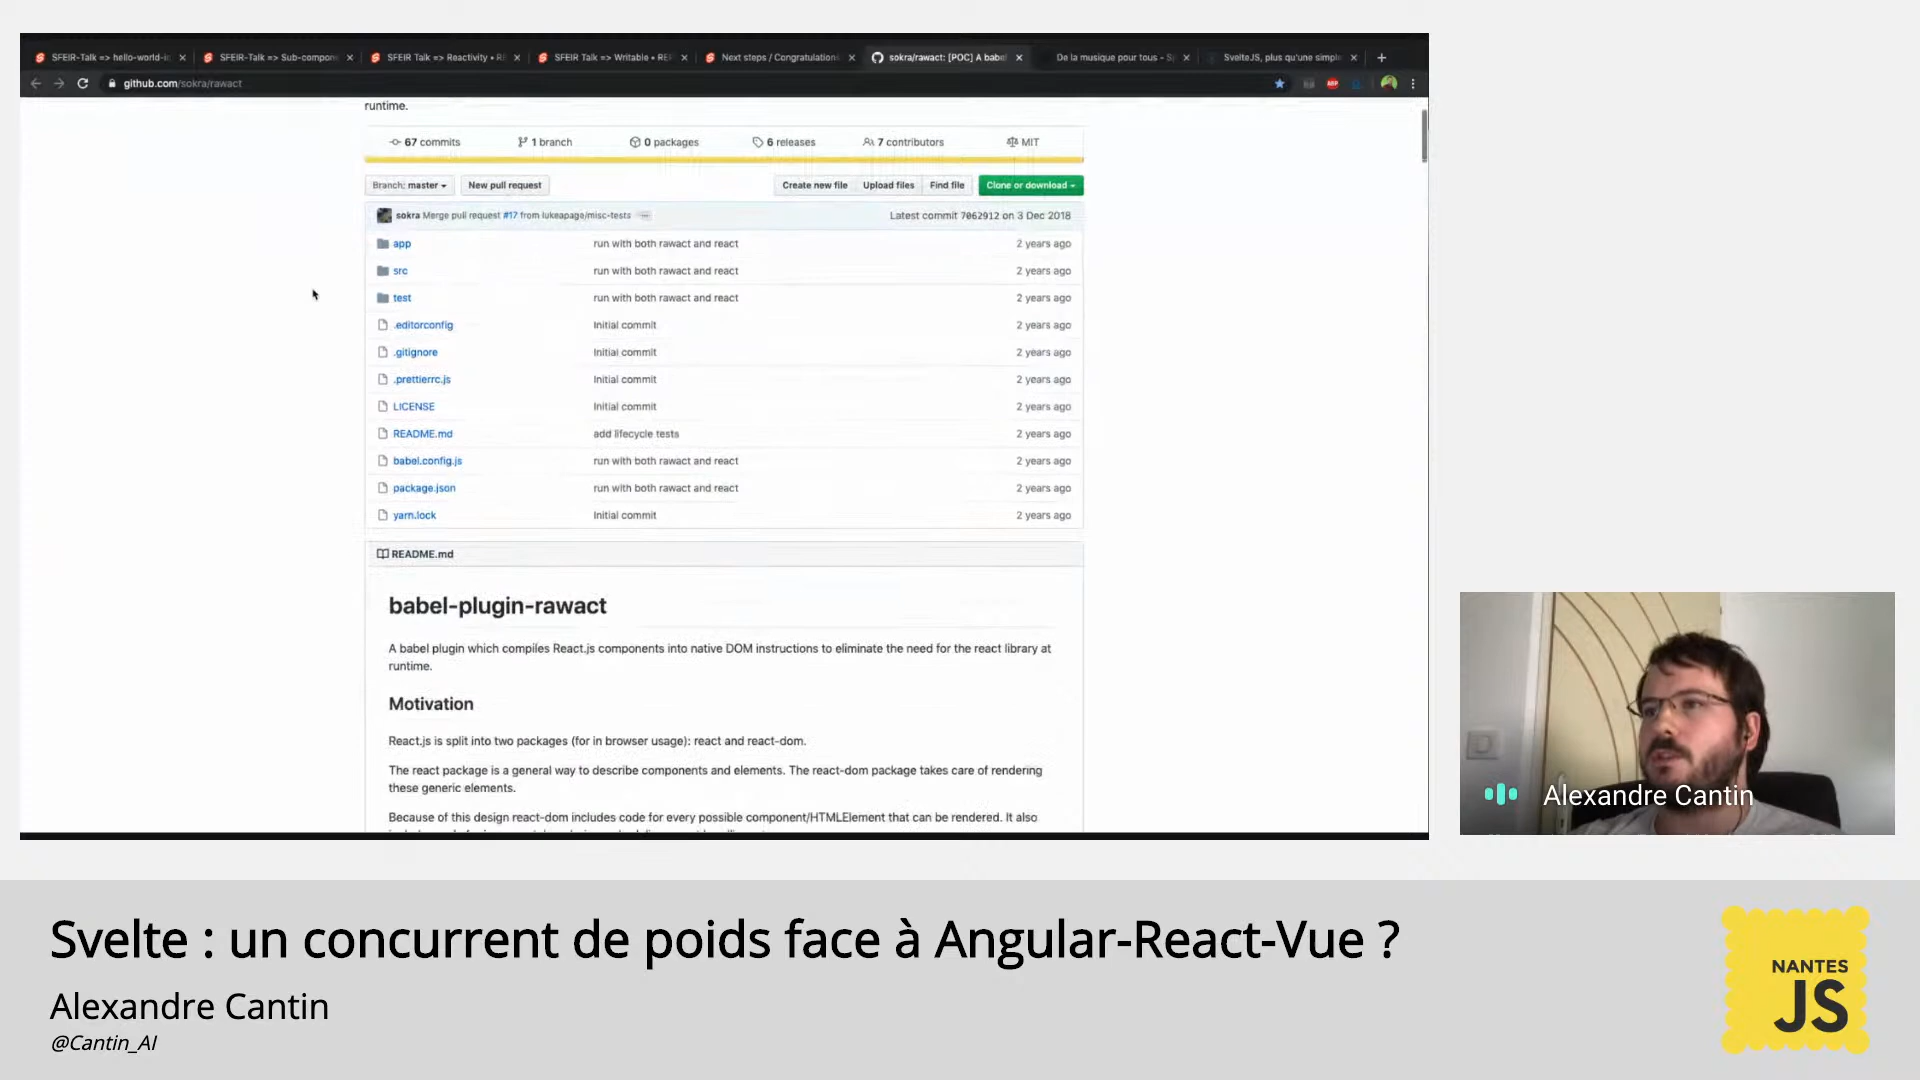 SFEIR-Talk => hello-world-
SFEIR-Talk => Sub-compon
SFEIR Talk => Reactivity • R
SFEIR Talk => Writable • RE
Next steps / Congratulation
sokra/rawact: [POC] A babe
De la musique pour tous - S
SvelteJS, plus qu'une simple
github.com/sokra/rawact
runtime.
67 commits
1 branch
0 packages
6 releases
7 contributors
MIT
Branch: master
New pull request
Create new file
Upload files
Find file
Clone or download
sokra Merge pull request #17 from lukeapage/misc-tests
Latest commit 7062912 on 3 Dec 2018
app run with both rawact and react 2 years ago
src run with both rawact and react 2 years ago
test run with both rawact and react 2 years ago
.editorconfig Initial commit 2 years ago
.gitignore Initial commit 2 years ago
.prettierrc.js Initial commit 2 years ago
LICENSE Initial commit 2 years ago
README.md add lifecycle tests 2 years ago
babel.config.js run with both rawact and react 2 years ago
package.json run with both rawact and react 2 years ago
yarn.lock Initial commit 2 years ago
README.md
babel-plugin-rawact
A babel plugin which compiles React.js components into native DOM instructions to eliminate the need for the react library at
runtime.
Motivation
React.js is split into two packages (for in browser usage): react and react-dom.
The react package is a general way to describe components and elements. The react-dom package takes care of rendering
these generic elements.
Because of this design react-dom includes code for every possible component/HTMLElement that can be rendered. It also
Alexandre Cantin
Svelte : un concurrent de poids face à Angular-React-Vue ?
Alexandre Cantin
@Cantin_Al
NANTES
JS